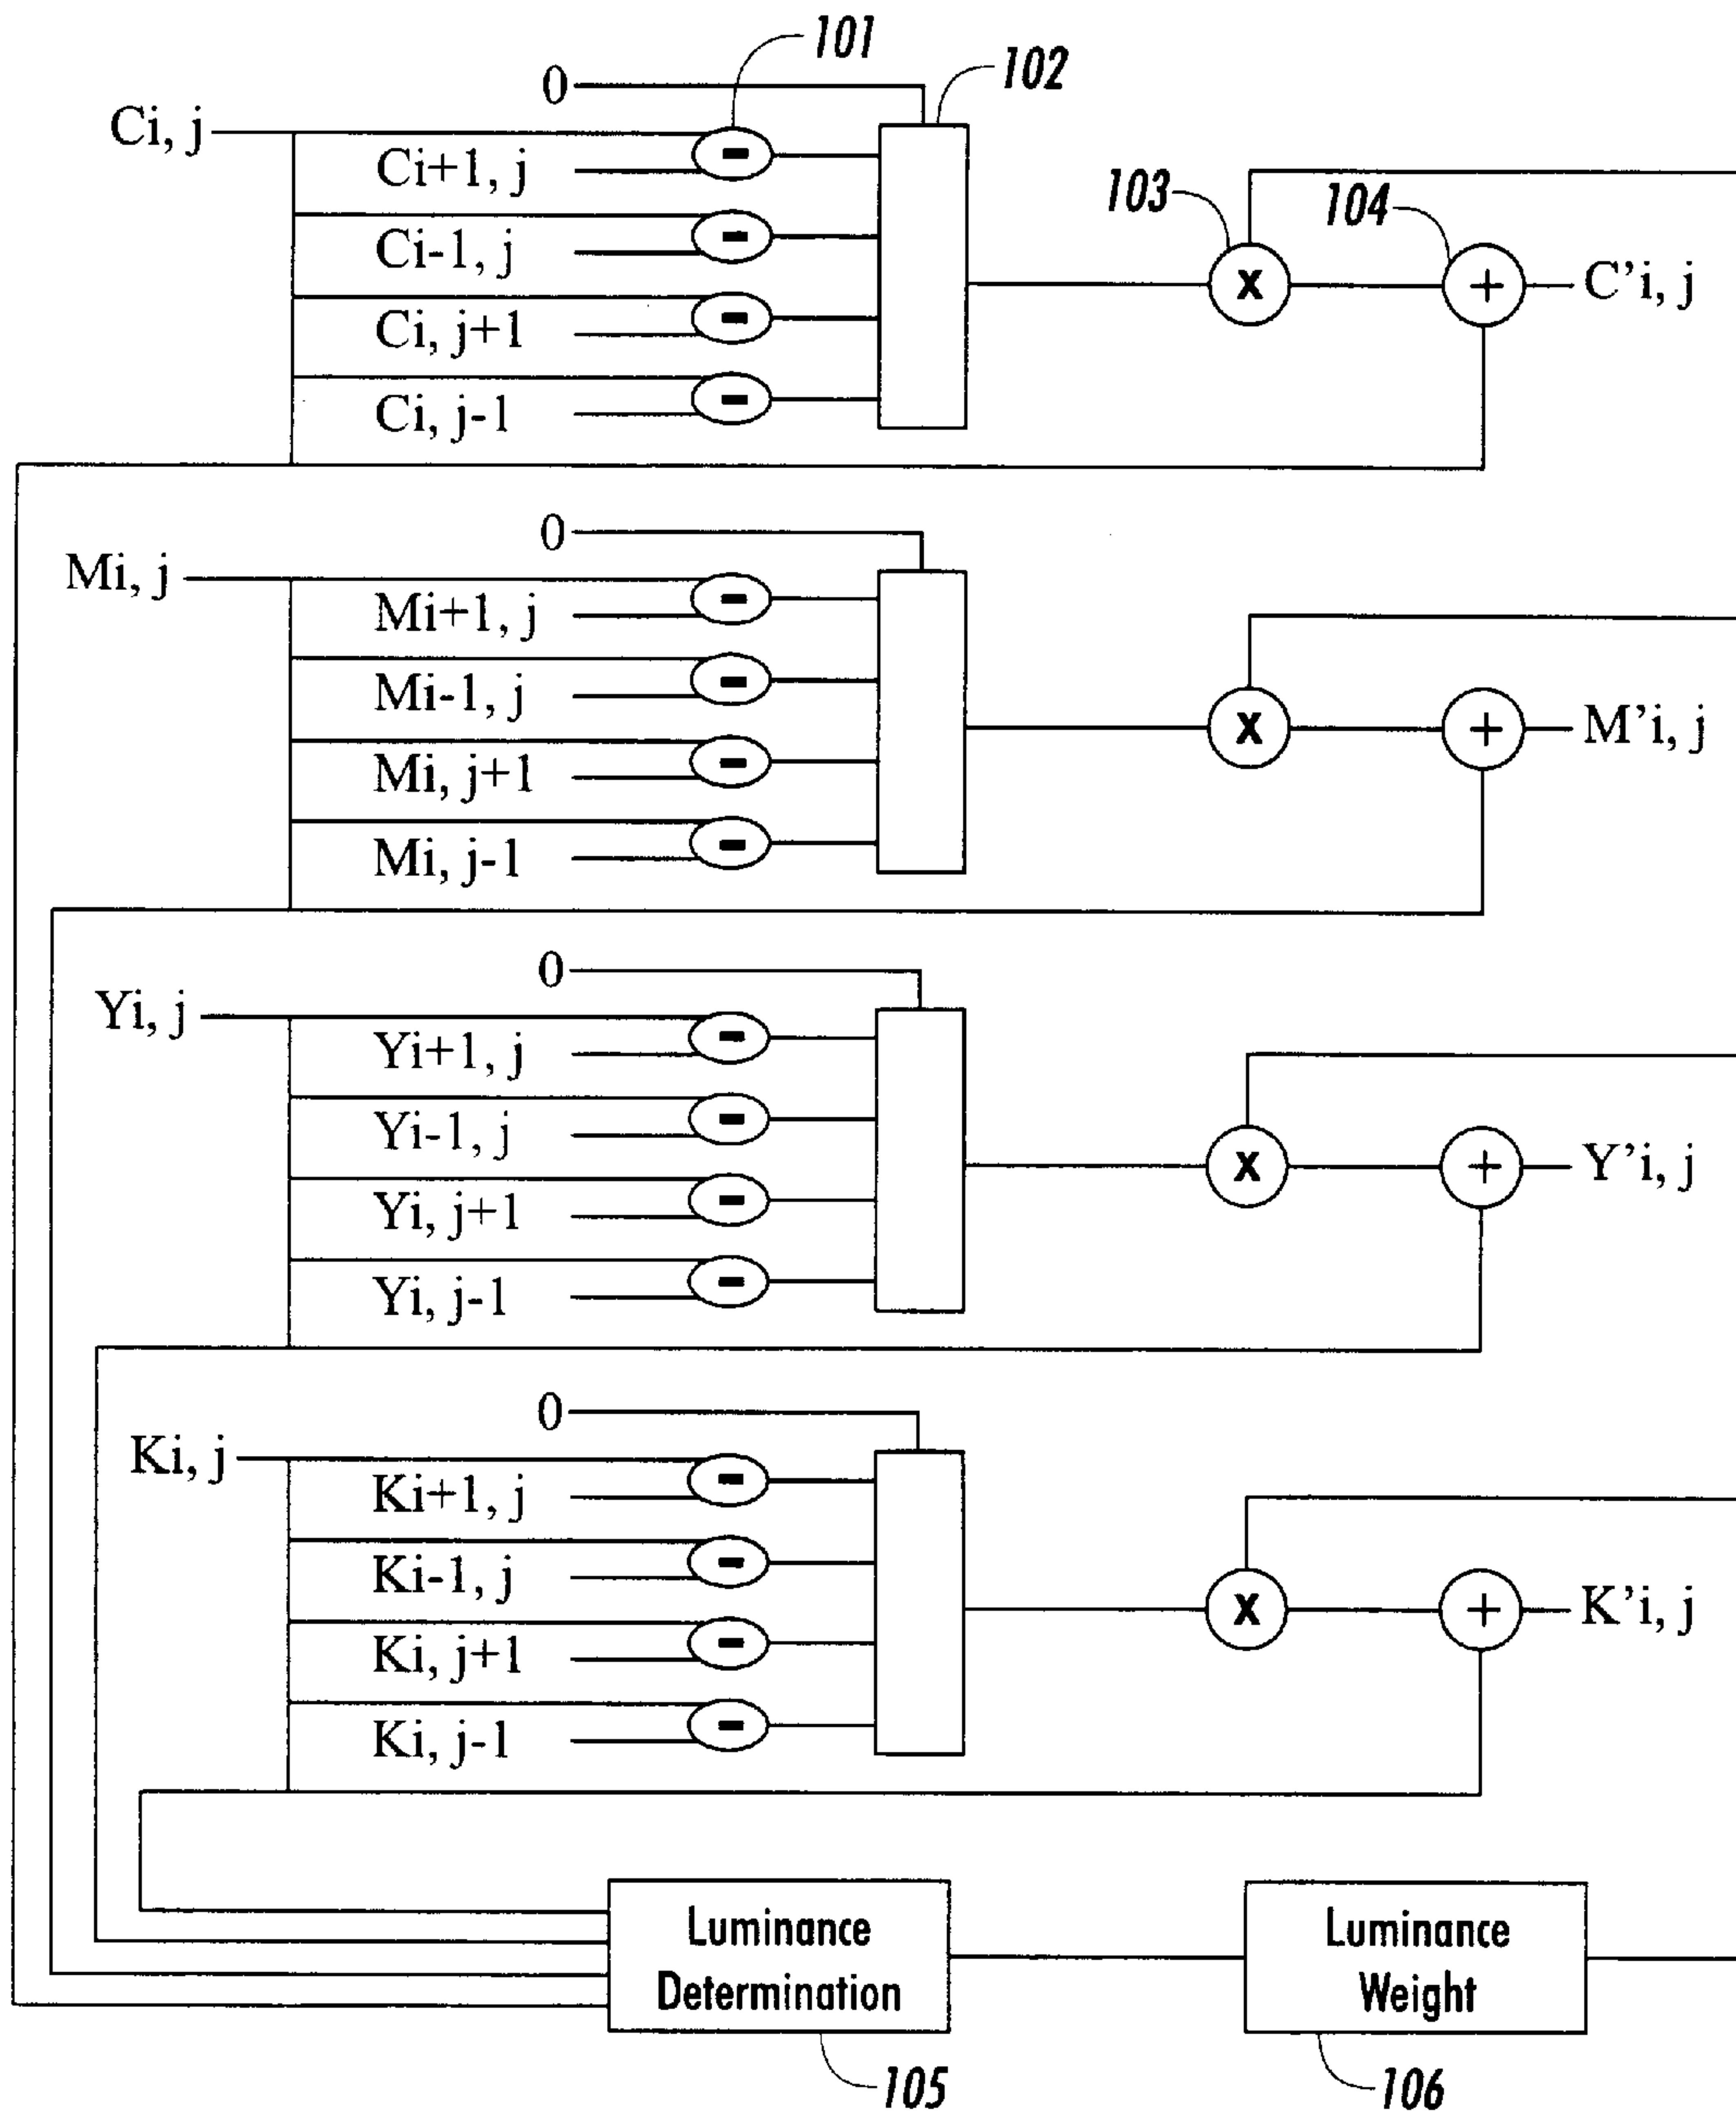 101
0
102
Ci, j
-
Ci+1, j
103
104
-
Ci-1, j
x
+
C’i, j
-
Ci, j+1
-
Ci, j-1
0
Mi, j
-
Mi+1, j
-
Mi-1, j
x
+
M’i, j
-
Mi, j+1
-
Mi, j-1
0
Yi, j
-
Yi+1, j
-
Yi-1, j
x
+
Y’i, j
-
Yi, j+1
-
Yi, j-1
0
Ki, j
-
Ki+1, j
-
Ki-1, j
x
+
K’i, j
-
Ki, j+1
-
Ki, j-1
Luminance
Determination
Luminance
Weight
105
106